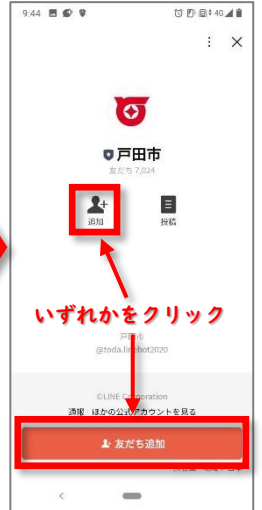 9:44
4G
戸田市
友だち 7,024
追加
投稿
いずれかをクリック
戸田市
@toda.linebot2020
©LINE Corporation
通報 ほかの公式アカウントを見る
友だち追加